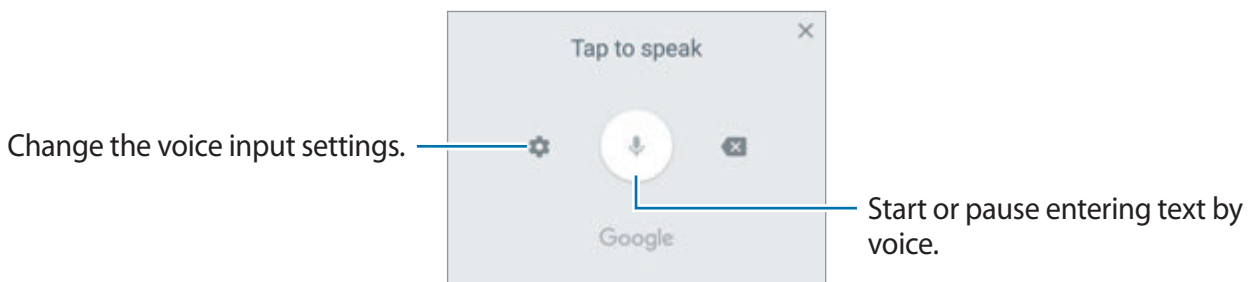 Tap to speak
Change the voice input settings.
Start or pause entering text by
voice.
Google